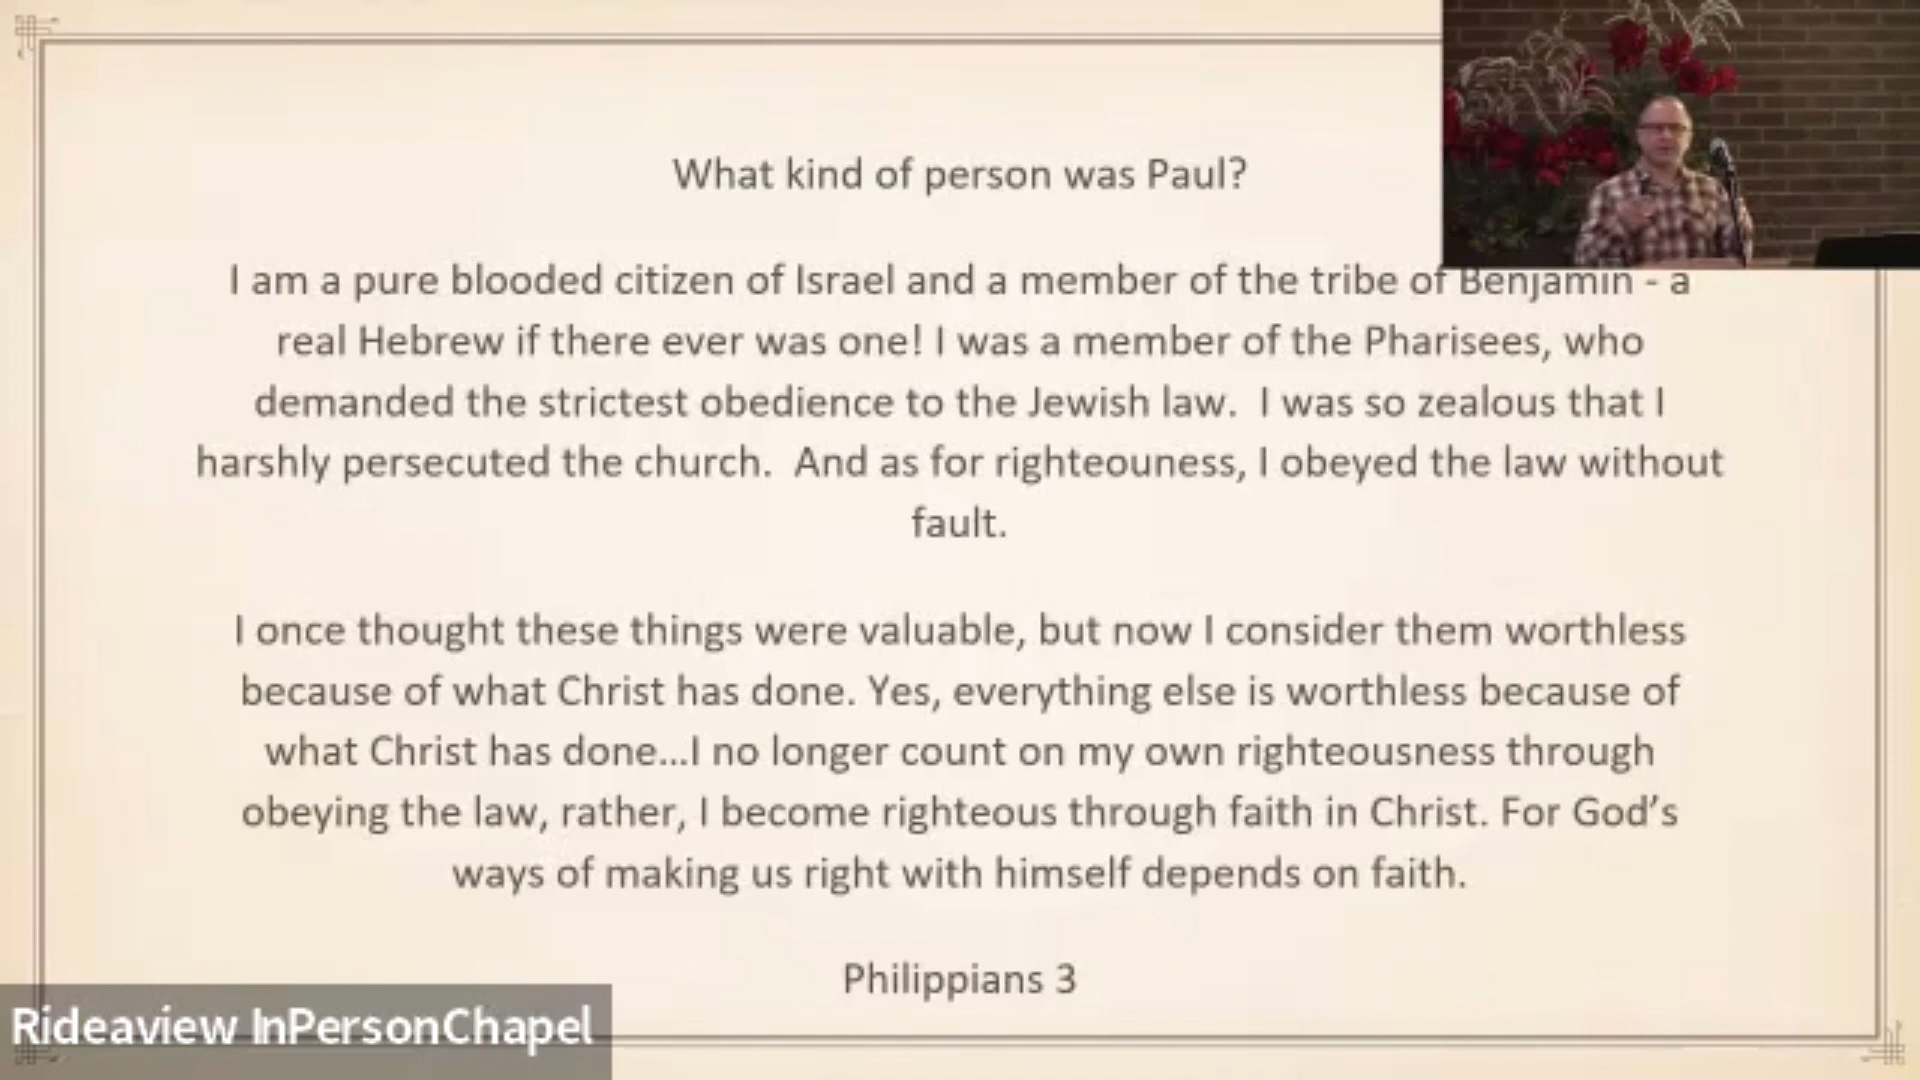 What kind of person was Paul?
I am a pure blooded citizen of Israel and a member of the tribe of Benjamin - a
real Hebrew if there ever was one! I was a member of the Pharisees, who
demanded the strictest obedience to the Jewish law.  I was so zealous that I
harshly persecuted the church.  And as for righteouness, I obeyed the law without
fault.
I once thought these things were valuable, but now I consider them worthless
because of what Christ has done. Yes, everything else is worthless because of
what Christ has done...I no longer count on my own righteousness through
obeying the law, rather, I become righteous through faith in Christ. For God’s
ways of making us right with himself depends on faith.
Philippians 3
Rideaview InPersonChapel